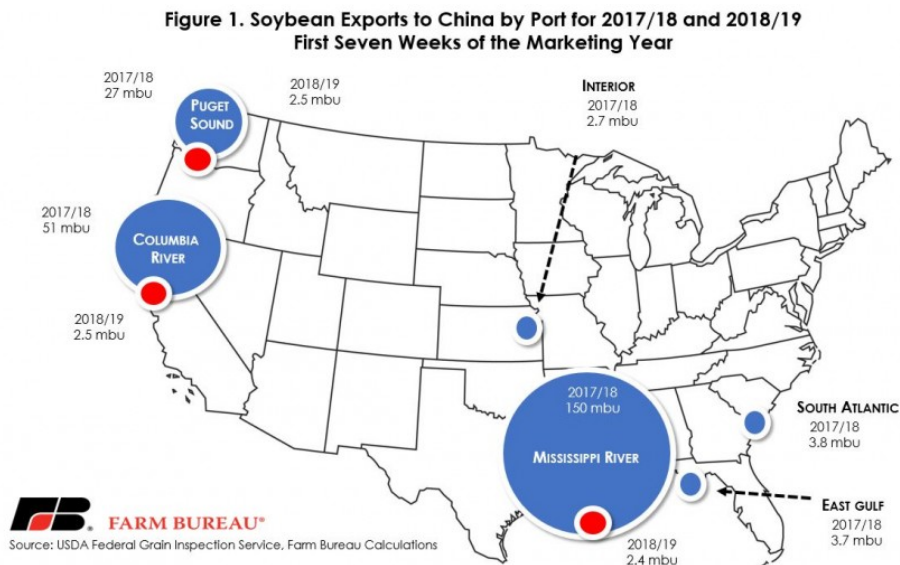 Figure 1. Soybean Exports to China by Port for 2017/18 and 2018/19
First Seven Weeks of the Marketing Year
2017/18
27 mbu
PUGET
SOUND
2018/19
2.5 mbu
INTERIOR
2017/18
2.7 mbu
2017/18
51 mbu
COLUMBIA
RIVER
2018/19
2.5 mbu
2017/18
150 mbu
MISSISSIPPI RIVER
2018/19
2.4 mbu
SOUTH ATLANTIC
2017/18
3.8 mbu
EAST GULF
2017/18
3.7 mbu
FB®
FARM BUREAU®
Source: USDA Federal Grain Inspection Service, Farm Bureau Calculations